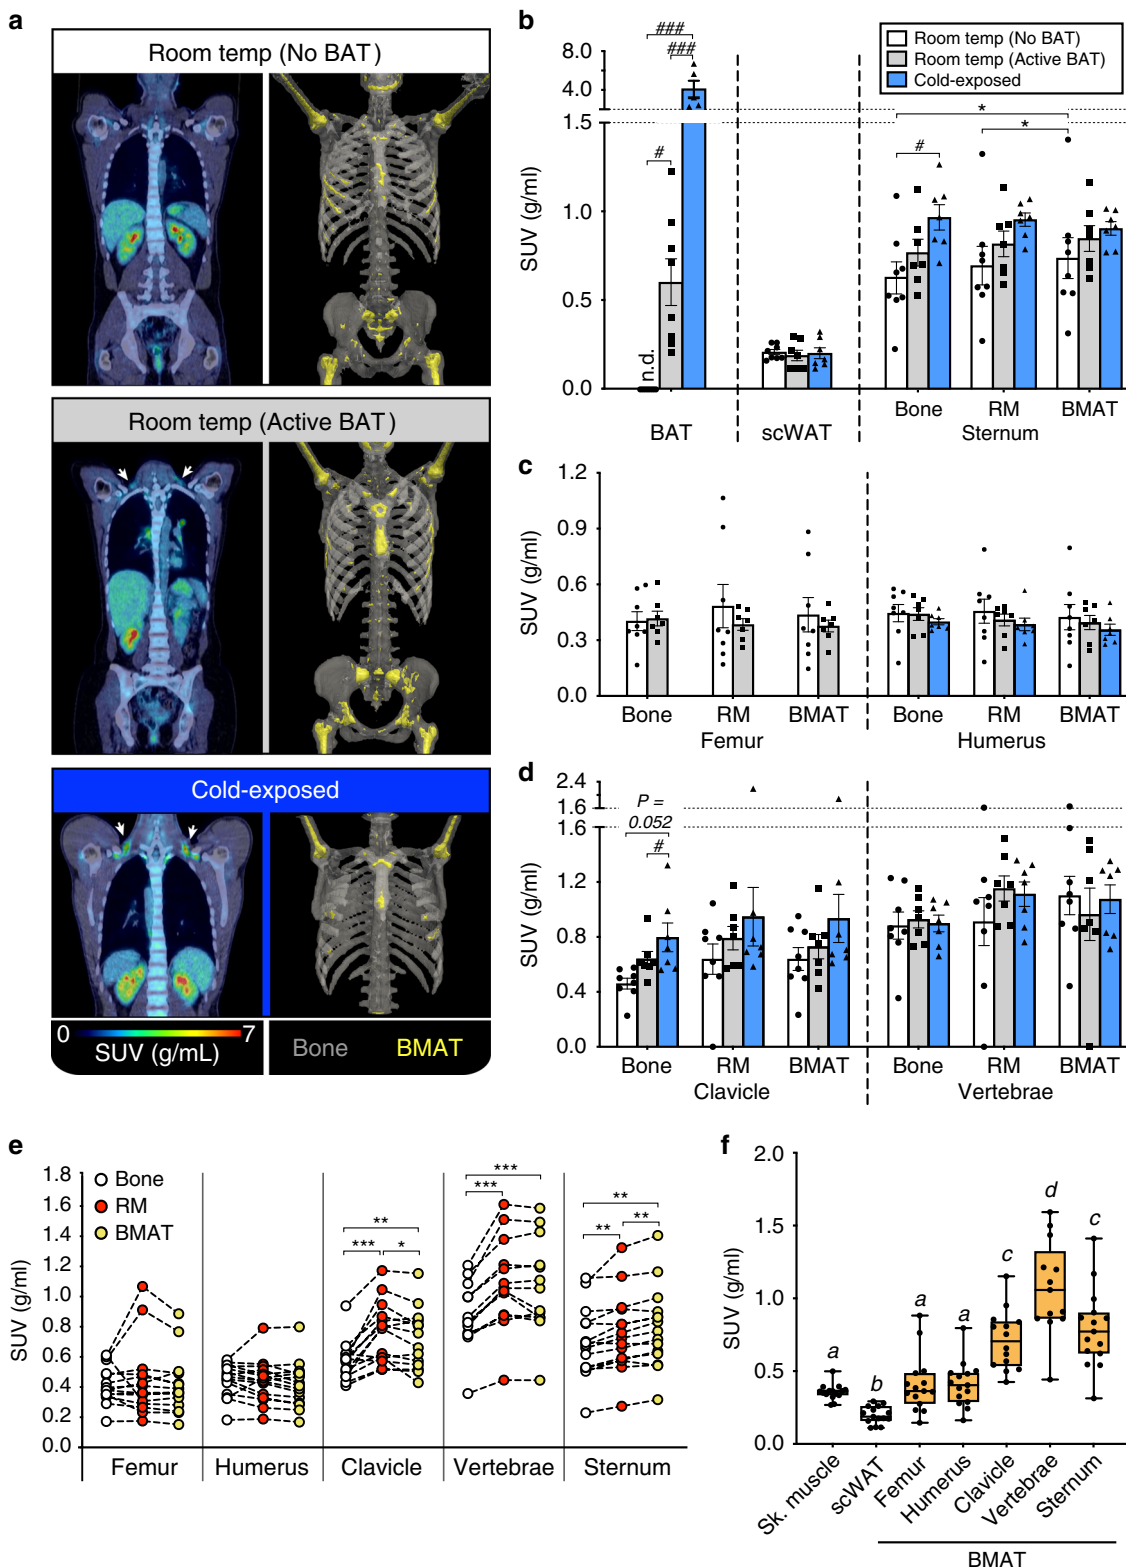 a
Room temp (No BAT)
Room temp (Active BAT)
Cold-exposed
0
7
SUV (g/mL)
Bone
BMAT
b
###
###
Room temp (No BAT)
Room temp (Active BAT)
Cold-exposed
8.0
4.0
1.5
1.0
0.5
0.0
SUV (g/ml)
#
n.d.
#
*
*
Bone
RM
BMAT
BAT
scWAT
Sternum
c
1.2
0.9
0.6
0.3
0.0
SUV (g/ml)
Bone
RM
BMAT
Bone
RM
BMAT
Femur
Humerus
d
2.4
1.6
1.6
1.2
0.8
0.4
0.0
SUV (g/ml)
P =
0.052
#
Bone
RM
BMAT
Bone
RM
BMAT
Clavicle
Vertebrae
e
1.8
1.6
1.4
1.2
1.0
0.8
0.6
0.4
0.2
0.0
SUV (g/ml)
Bone
RM
BMAT
**
***
*
***
***
**
**
**
Femur
Humerus
Clavicle
Vertebrae
Sternum
f
2.0
1.5
1.0
0.5
0.0
SUV (g/ml)
a
b
a
a
c
d
c
Sk. muscle
scWAT
Femur
Humerus
Clavicle
Vertebrae
Sternum
BMAT